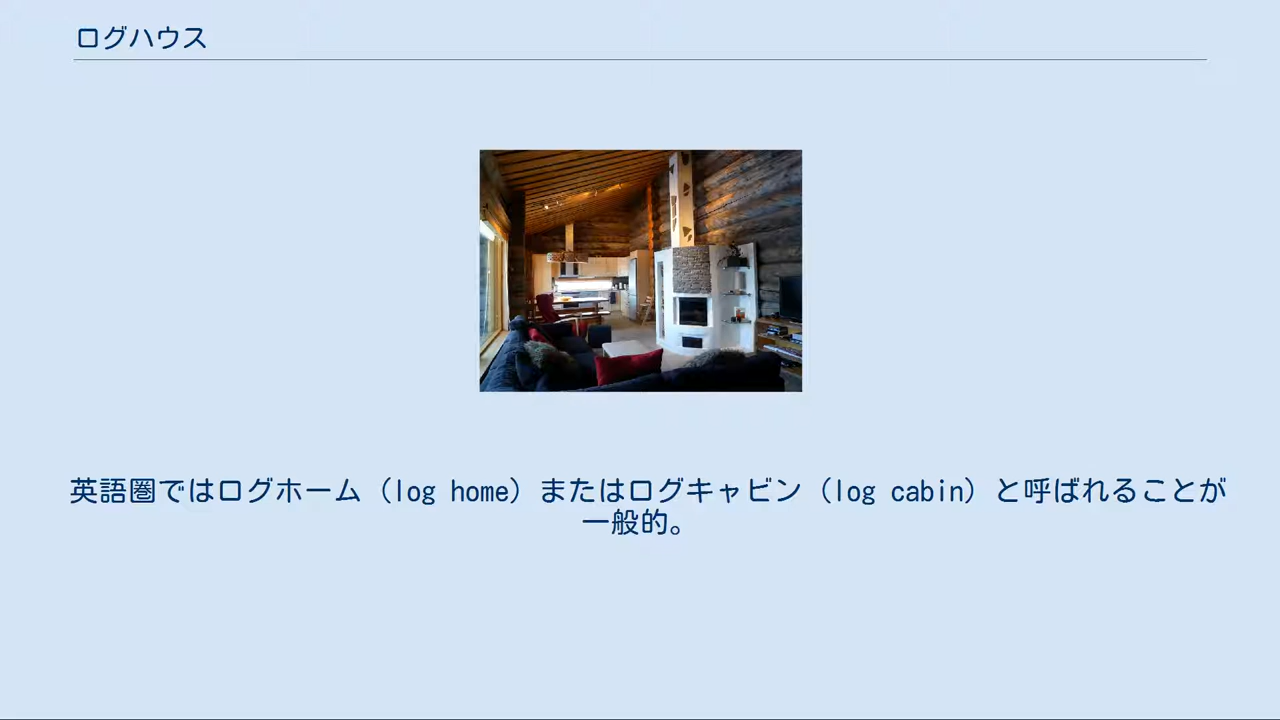 ログハウス
英語圏ではログホーム（log home）またはログキャビン（log cabin）と呼ばれることが
一般的。